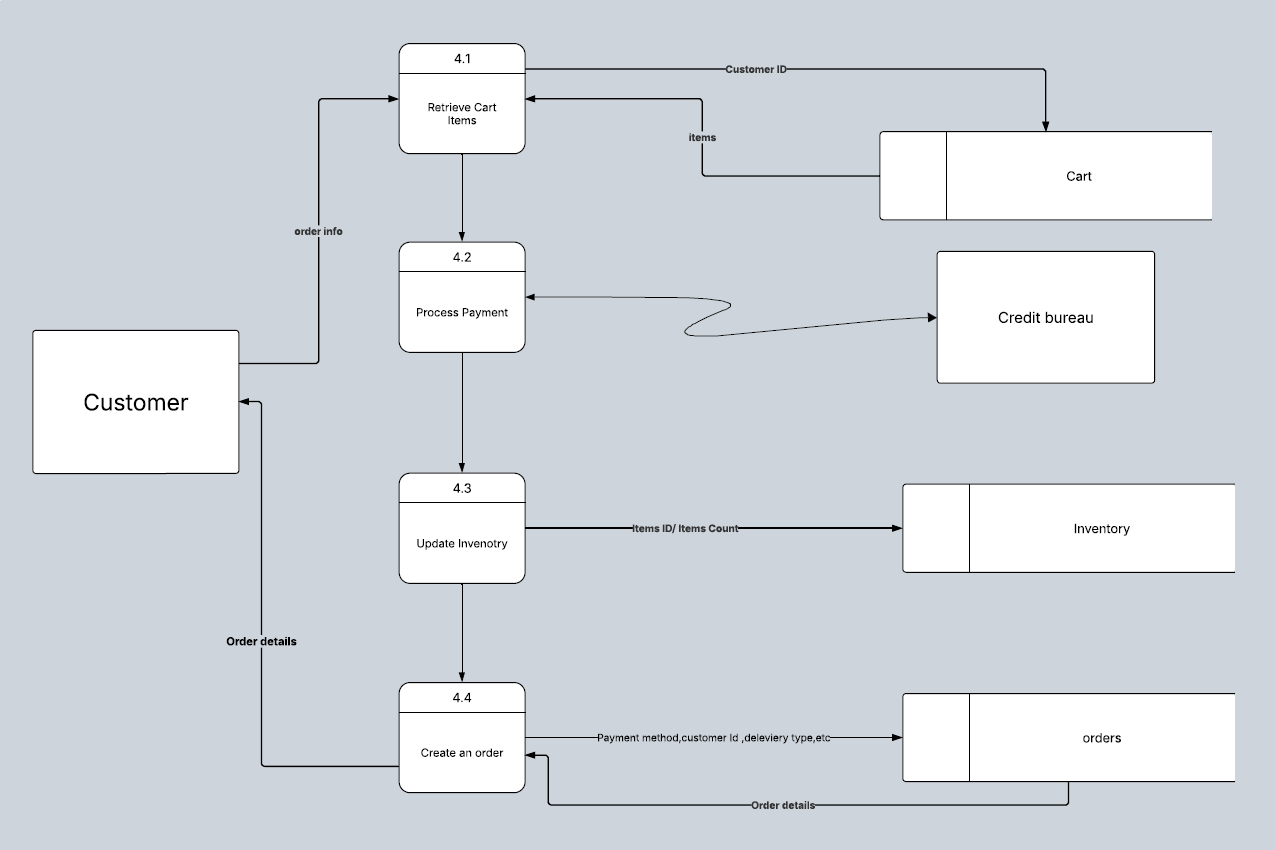 4.1
Customer ID
Retrieve Cart
Items
items
Cart
order info
4.2
Process Payment
Credit bureau
Customer
4.3
Items ID/ Items Count
Inventory
Update Invenotry
Order details
4.4
Payment method,customer Id ,deleviery type,etc
orders
Create an order
Order details